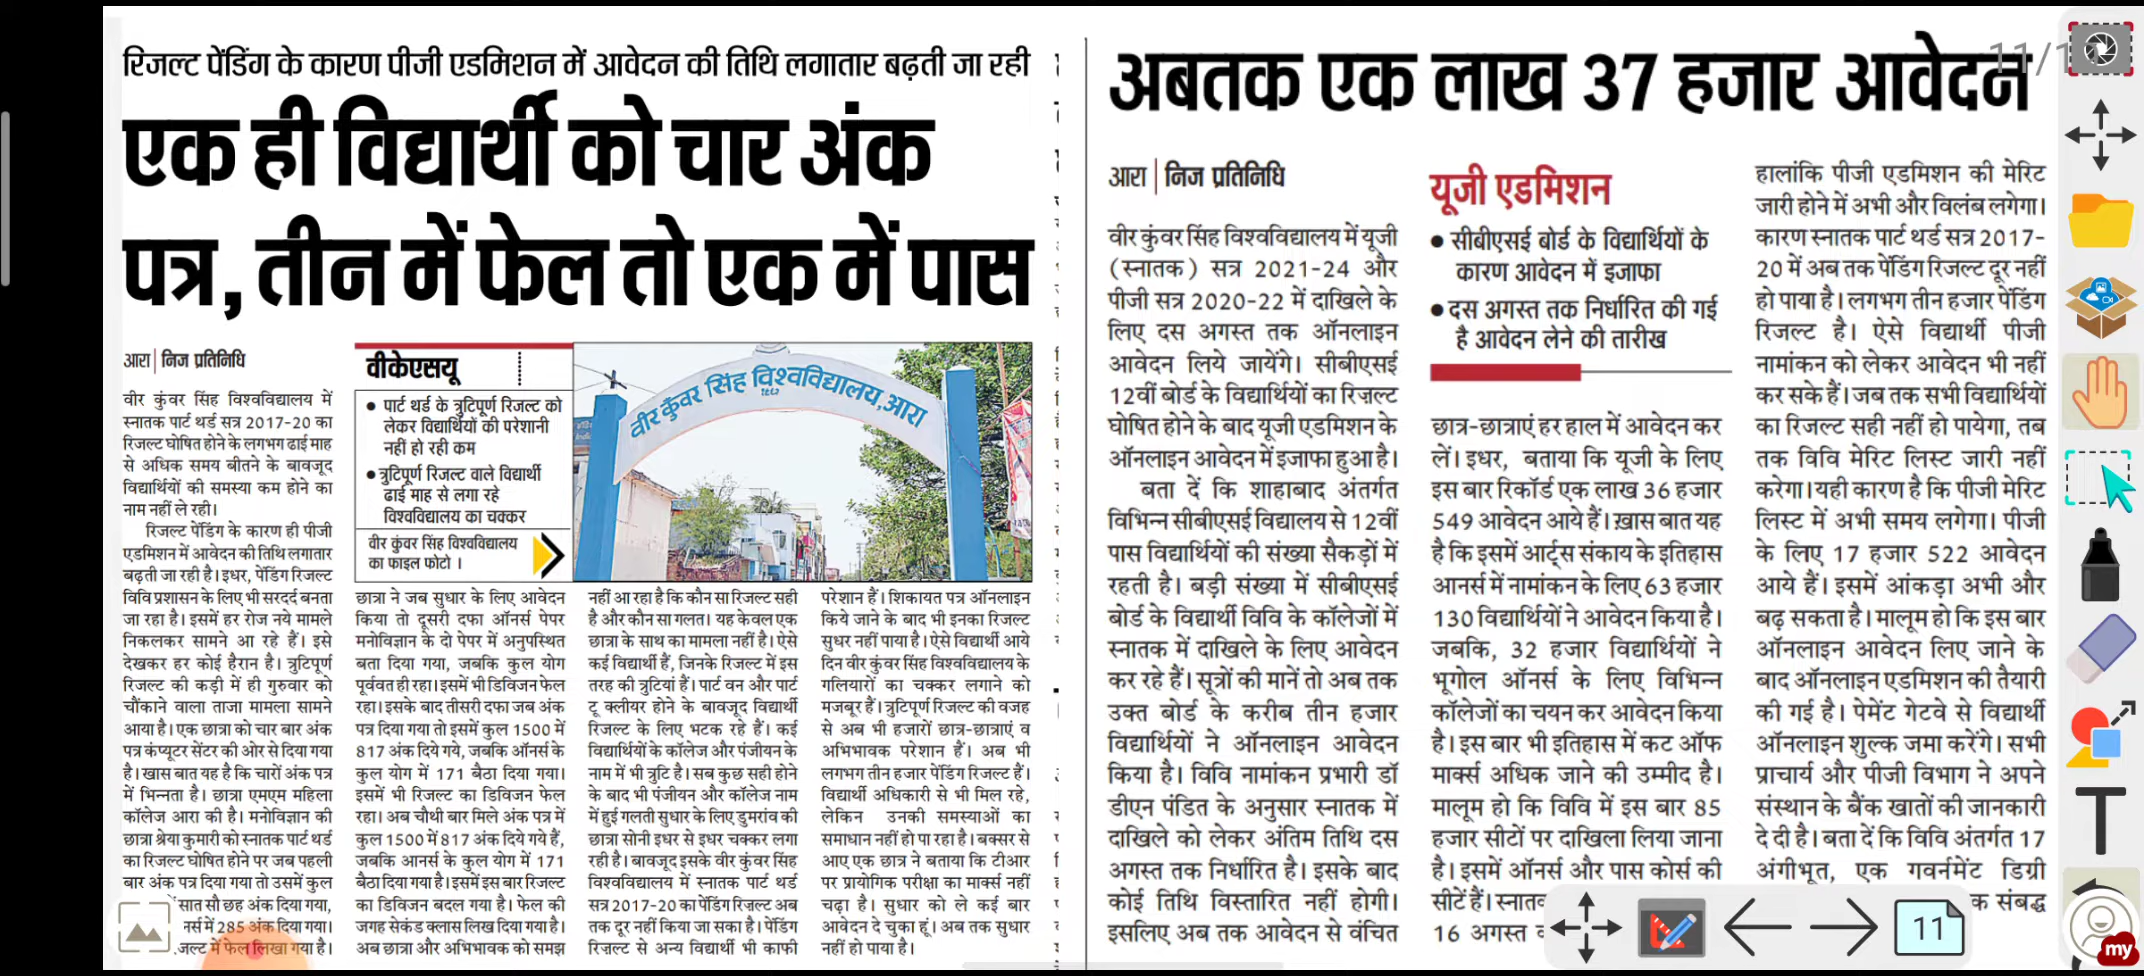 रिजल्ट पेंडिंग के कारण पीजी एडमिशन में आवेदन की तिथि लगातार बढ़ती जा रही
एक ही विद्यार्थी को चार अंक
पत्र, तीन में फेल तो एक में पास
आरा | निज प्रतिनिधि
वीर कुंवर सिंह विश्वविद्यालय में
स्नातक पार्ट थर्ड सत्र 2017-20 का
रिजल्ट घोषित होने के लगभग ढाई माह
से अधिक समय बीतने के बावजूद
विद्यार्थियों की समस्या कम होने का
नाम नहीं ले रही।
रिजल्ट पेंडिंग के कारण ही पीजी
एडमिशन में आवेदन की तिथि लगातार
बढ़ती जा रही है। इधर, पेंडिंग रिजल्ट
विवि प्रशासन के लिए भी सरदर्द बनता
जा रहा है। इसमें हर रोज नये मामले
निकलकर सामने आ रहे हैं। इसे
देखकर हर कोई हैरान है। त्रुटिपूर्ण
रिजल्ट की कड़ी में ही गुरुवार को
चौंकाने वाला ताजा मामला सामने
आया है। एक छात्रा को चार बार अंक
पत्र कंप्यूटर सेंटर की ओर से दिया गया
है। खास बात यह है कि चारों अंक पत्र
में भिन्नता है। छात्रा एमएम महिला
कॉलेज आरा की है। मनोविज्ञान की
छात्रा श्रेया कुमारी को स्नातक पार्ट थर्ड
का रिजल्ट घोषित होने पर जब पहली
बार अंक पत्र दिया गया तो उसमें कुल
सात सौ छह अंक दिया गया,
नर्स में 285 अंक दिया गया।
जल्ट में फेल लिखा गया है।
वीकेएसयू
● पार्ट थर्ड के त्रुटिपूर्ण रिजल्ट को
लेकर विद्यार्थियों की परेशानी
नहीं हो रही कम
● त्रुटिपूर्ण रिजल्ट वाले विद्यार्थी
ढाई माह से लगा रहे
विश्वविद्यालय का चक्कर
वीर कुंवर सिंह विश्वविद्यालय
का फाइल फोटो ।
वीर कुँवर सिंह विश्वविद्यालय, आरा
१९९२
छात्रा ने जब सुधार के लिए आवेदन
किया तो दूसरी दफा ऑनर्स पेपर
मनोविज्ञान के दो पेपर में अनुपस्थित
बता दिया गया, जबकि कुल योग
पूर्ववत ही रहा। इसमें भी डिविजन फेल
रहा। इसके बाद तीसरी दफा जब अंक
पत्र दिया गया तो इसमें कुल 1500 में
817 अंक दिये गये, जबकि ऑनर्स के
कुल योग में 171 बैठा दिया गया।
इसमें भी रिजल्ट का डिविजन फेल
रहा। अब चौथी बार मिले अंक पत्र में
कुल 1500 में 817 अंक दिये गये हैं,
जबकि आनर्स के कुल योग में 171
बैठा दिया गया है। इसमें इस बार रिजल्ट
का डिविजन बदल गया है। फेल की
जगह सेकंड क्लास लिख दिया गया है।
अब छात्रा और अभिभावक को समझ
नहीं आ रहा है कि कौन सा रिजल्ट सही
है और कौन सा गलत। यह केवल एक
छात्रा के साथ का मामला नहीं है। ऐसे
कई विद्यार्थी हैं, जिनके रिजल्ट में इस
तरह की त्रुटियां हैं। पार्ट वन और पार्ट
टू क्लीयर होने के बावजूद विद्यार्थी
रिजल्ट के लिए भटक रहे हैं। कई
विद्यार्थियों के कॉलेज और पंजीयन के
नाम में भी त्रुटि है। सब कुछ सही होने
के बाद भी पंजीयन और कॉलेज नाम
में हुई गलती सुधार के लिए डुमरांव की
छात्रा सोनी इधर से इधर चक्कर लगा
रही है। बावजूद इसके वीर कुंवर सिंह
विश्वविद्यालय में स्नातक पार्ट थर्ड
सत्र 2017-20 का पेंडिंग रिजल्ट अब
तक दूर नहीं किया जा सका है। पेंडिंग
रिजल्ट से अन्य विद्यार्थी भी काफी
परेशान हैं। शिकायत पत्र ऑनलाइन
किये जाने के बाद भी इनका रिजल्ट
सुधर नहीं पाया है। ऐसे विद्यार्थी आये
दिन वीर कुंवर सिंह विश्वविद्यालय के
गलियारों का चक्कर लगाने को
मजबूर हैं। त्रुटिपूर्ण रिजल्ट की वजह
से अब भी हजारों छात्र-छात्राएं व
अभिभावक परेशान हैं। अब भी
लगभग तीन हजार पेंडिंग रिजल्ट हैं।
विद्यार्थी अधिकारी से भी मिल रहे,
लेकिन उनकी समस्याओं का
समाधान नहीं हो पा रहा है। बक्सर से
आए एक छात्र ने बताया कि टीआर
पर प्रायोगिक परीक्षा का मार्क्स नहीं
चढ़ा है। सुधार को ले कई बार
आवेदन दे चुका हूं। अब तक सुधार
नहीं हो पाया है।
अबतक एक लाख 37 हजार आवेदन
आरा | निज प्रतिनिधि
वीर कुंवर सिंह विश्वविद्यालय में यूजी
(स्नातक) सत्र 2021-24 और
पीजी सत्र 2020-22 में दाखिले के
लिए दस अगस्त तक ऑनलाइन
आवेदन लिये जायेंगे। सीबीएसई
12वीं बोर्ड के विद्यार्थियों का रिजल्ट
घोषित होने के बाद यूजी एडमिशन के
ऑनलाइन आवेदन में इजाफा हुआ है।
बता दें कि शाहाबाद अंतर्गत
विभिन्न सीबीएसई विद्यालय से 12वीं
पास विद्यार्थियों की संख्या सैकड़ों में
रहती है। बड़ी संख्या में सीबीएसई
बोर्ड के विद्यार्थी विवि के कॉलेजों में
स्नातक में दाखिले के लिए आवेदन
कर रहे हैं। सूत्रों की मानें तो अब तक
उक्त बोर्ड के करीब तीन हजार
विद्यार्थियों ने ऑनलाइन आवेदन
किया है। विवि नामांकन प्रभारी डॉ
डीएन पंडित के अनुसार स्नातक में
दाखिले को लेकर अंतिम तिथि दस
अगस्त तक निर्धारित है। इसके बाद
कोई तिथि विस्तारित नहीं होगी।
इसलिए अब तक आवेदन से वंचित
यूजी एडमिशन
● सीबीएसई बोर्ड के विद्यार्थियों के
कारण आवेदन में इजाफा
● दस अगस्त तक निर्धारित की गई
है आवेदन लेने की तारीख
छात्र-छात्राएं हर हाल में आवेदन कर
लें। इधर, बताया कि यूजी के लिए
इस बार रिकॉर्ड एक लाख 36 हजार
549 आवेदन आये हैं। ख़ास बात यह
है कि इसमें आर्ट्स संकाय के इतिहास
आनर्स में नामांकन के लिए 63 हजार
130 विद्यार्थियों ने आवेदन किया है।
जबकि, 32 हजार विद्यार्थियों ने
भूगोल ऑनर्स के लिए विभिन्न
कॉलेजों का चयन कर आवेदन किया
है। इस बार भी इतिहास में कट ऑफ
मार्क्स अधिक जाने की उम्मीद है।
मालूम हो कि विवि में इस बार 85
हजार सीटों पर दाखिला लिया जाना
है। इसमें ऑनर्स और पास कोर्स की
सीटें हैं। स्नातक
16 अगस्त
हालांकि पीजी एडमिशन की मेरिट
जारी होने में अभी और विलंब लगेगा।
कारण स्नातक पार्ट थर्ड सत्र 2017-
20 में अब तक पेंडिंग रिजल्ट दूर नहीं
हो पाया है। लगभग तीन हजार पेंडिंग
रिजल्ट है। ऐसे विद्यार्थी पीजी
नामांकन को लेकर आवेदन भी नहीं
कर सके हैं। जब तक सभी विद्यार्थियों
का रिजल्ट सही नहीं हो पायेगा, तब
तक विवि मेरिट लिस्ट जारी नहीं
करेगा। यही कारण है कि पीजी मेरिट
लिस्ट में अभी समय लगेगा। पीजी
के लिए 17 हजार 522 आवेदन
आये हैं। इसमें आंकड़ा अभी और
बढ़ सकता है। मालूम हो कि इस बार
ऑनलाइन आवेदन लिए जाने के
बाद ऑनलाइन एडमिशन की तैयारी
की गई है। पेमेंट गेटवे से विद्यार्थी
ऑनलाइन शुल्क जमा करेंगे। सभी
प्राचार्य और पीजी विभाग ने अपने
संस्थान के बैंक खातों की जानकारी
दे दी है। बता दें कि विवि अंतर्गत 17
अंगीभूत, एक गवर्नमेंट डिग्री
क संबद्ध
11/1
T
11
my